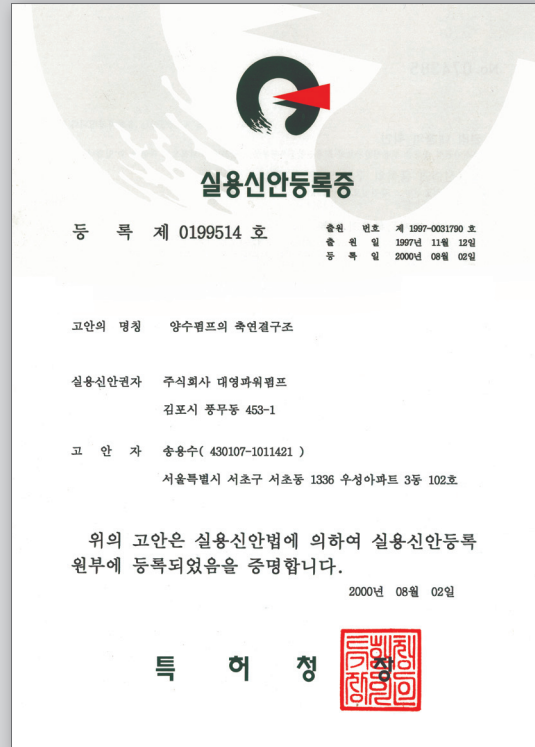 실용신안등록증
등 록 제 0199514 호
출원 번호 제 1997-0031790 호
출 원 일 1997년 11월 12일
등 록 일 2000년 08월 02일
고안의 명칭 양수펌프의 축연결구조
실용신안권자 주식회사 대영파워펌프
김포시 풍무동 453-1
고 안 자 송용수( 430107-1011421 )
서울특별시 서초구 서초동 1336 우성아파트 3동 102호
위의 고안은 실용신안법에 의하여 실용신안등록
원부에 등록되었음을 증명합니다.
2000년 08월 02일
특 허 청 장